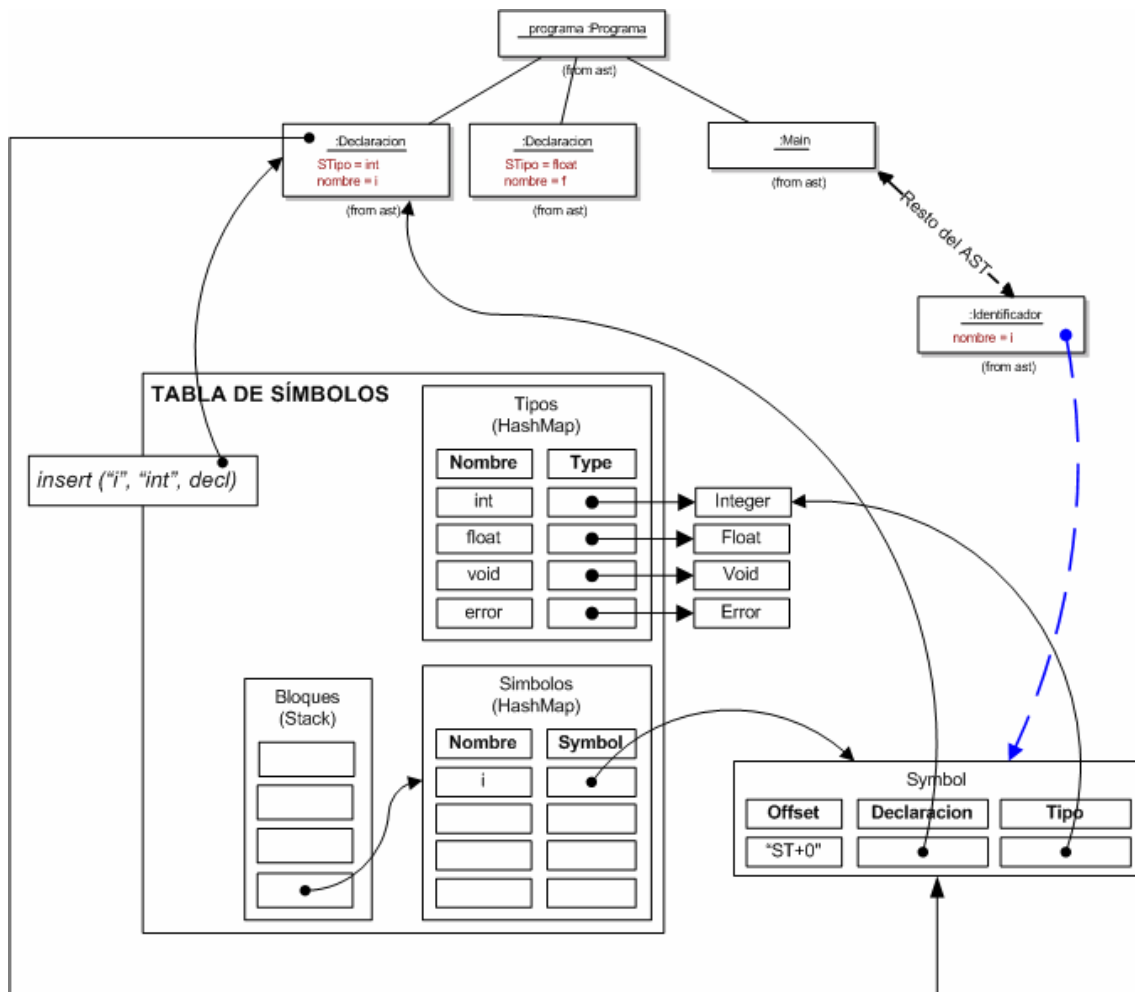 programa :Programa
(from ast)
:Declaracion
STipo = int
nombre = i
(from ast)
:Declaracion
STipo = float
nombre = f
(from ast)
:Main
(from ast)
Resto del AST
:Identificador
nombre = i
(from ast)
TABLA DE SÍMBOLOS
insert (“i”, “int”, decl)
Tipos
(HashMap)
Nombre Type
int Integer
float Float
void Void
error Error
Bloques
(Stack)
Simbolos
(HashMap)
Nombre Symbol
i
Symbol
Offset Declaracion Tipo
“ST+0"